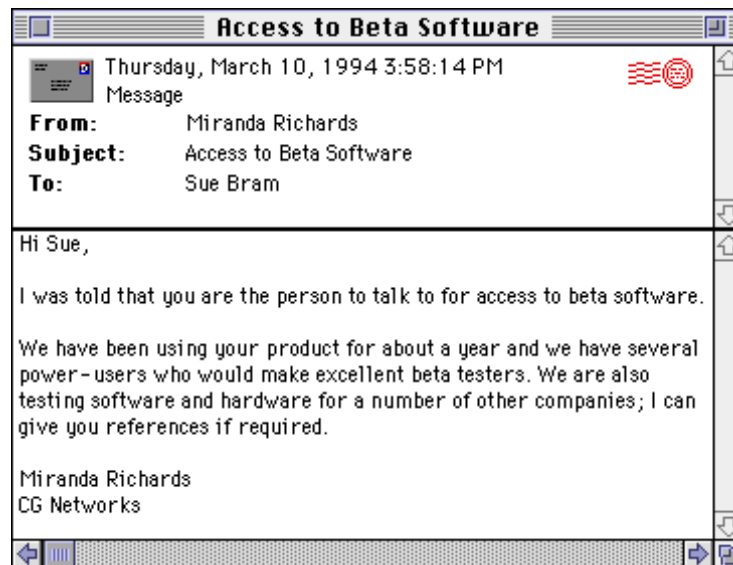 Access to Beta Software
Thursday, March 10, 1994 3:58:14 PM
Message
From: Miranda Richards
Subject: Access to Beta Software
To: Sue Bram
Hi Sue,
I was told that you are the person to talk to for access to beta software.
We have been using your product for about a year and we have several
power-users who would make excellent beta testers. We are also
testing software and hardware for a number of other companies; I can
give you references if required.
Miranda Richards
CG Networks